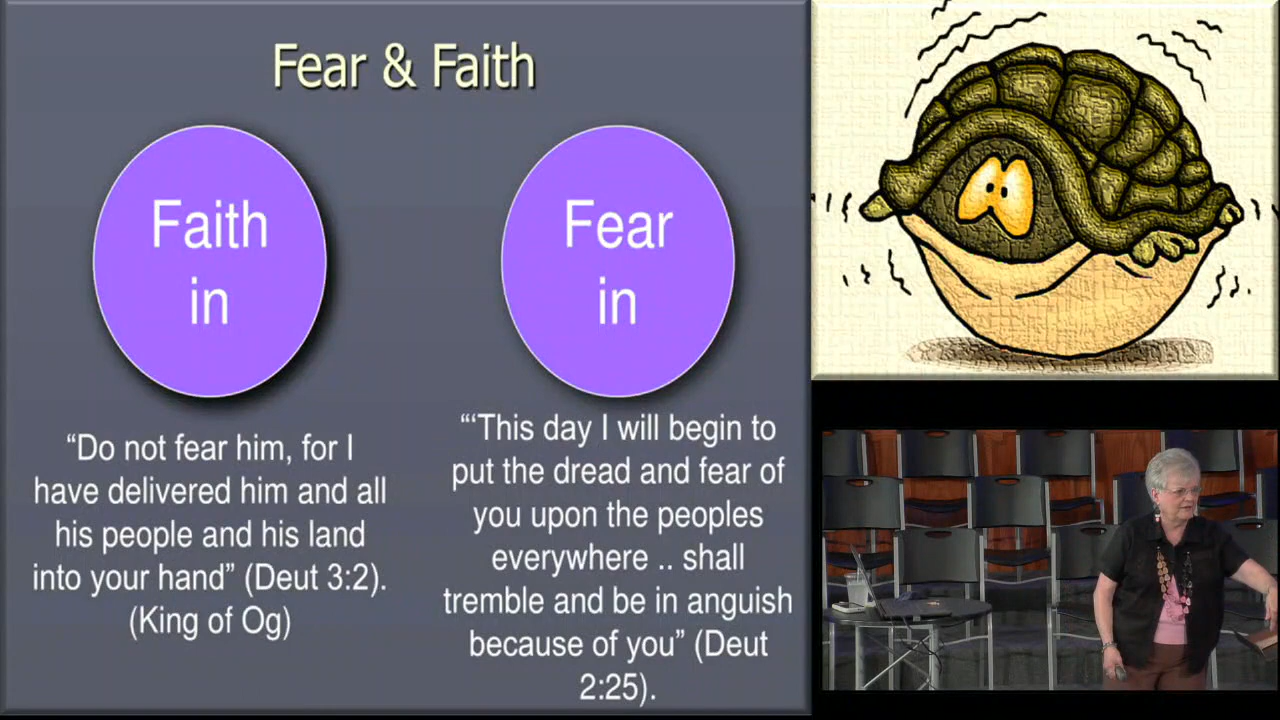 Fear & Faith
Faith
in
“Do not fear him, for I
have delivered him and all
his people and his land
into your hand” (Deut 3:2).
(King of Og)
Fear
in
“‘This day I will begin to
put the dread and fear of
you upon the peoples
everywhere .. shall
tremble and be in anguish
because of you” (Deut
2:25).